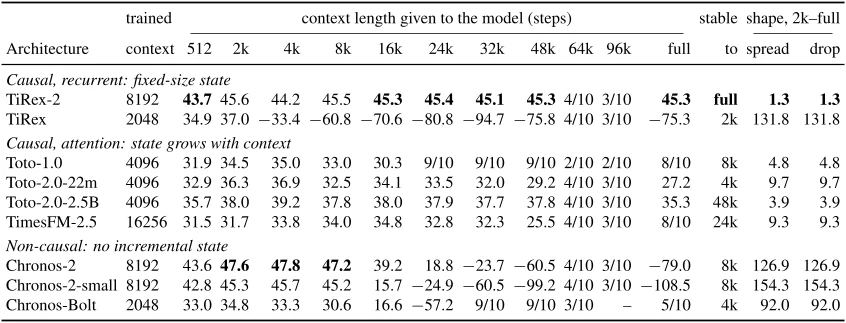 trained context length given to the model (steps) stable shape, 2k–full
Architecture context 512 2k 4k 8k 16k 24k 32k 48k 64k 96k full to spread drop
Causal, recurrent: fixed-size state
TiRex-2 8192 43.7 45.6 44.2 45.5 45.3 45.4 45.1 45.3 4/10 3/10 45.3 full 1.3 1.3
TiRex 2048 34.9 37.0 −33.4 −60.8 −70.6 −80.8 −94.7 −75.8 4/10 3/10 −75.3 2k 131.8 131.8
Causal, attention: state grows with context
Toto-1.0 4096 31.9 34.5 35.0 33.0 30.3 9/10 9/10 9/10 2/10 2/10 8/10 8k 4.8 4.8
Toto-2.0-22m 4096 32.9 36.3 36.9 32.5 34.1 33.5 32.0 29.2 4/10 3/10 27.2 4k 9.7 9.7
Toto-2.0-2.5B 4096 35.7 38.0 39.2 37.8 38.0 37.9 37.7 37.8 4/10 3/10 35.3 48k 3.9 3.9
TimesFM-2.5 16256 31.5 31.7 33.8 34.0 34.8 32.8 32.3 25.5 4/10 3/10 8/10 24k 9.3 9.3
Non-causal: no incremental state
Chronos-2 8192 43.6 47.6 47.8 47.2 39.2 18.8 −23.7 −60.5 4/10 3/10 −79.0 8k 126.9 126.9
Chronos-2-small 8192 42.8 45.3 45.7 45.2 15.7 −24.9 −60.5 −99.2 4/10 3/10 −108.5 8k 154.3 154.3
Chronos-Bolt 2048 33.0 34.8 33.3 30.6 16.6 −57.2 9/10 9/10 3/10 – 5/10 4k 92.0 92.0